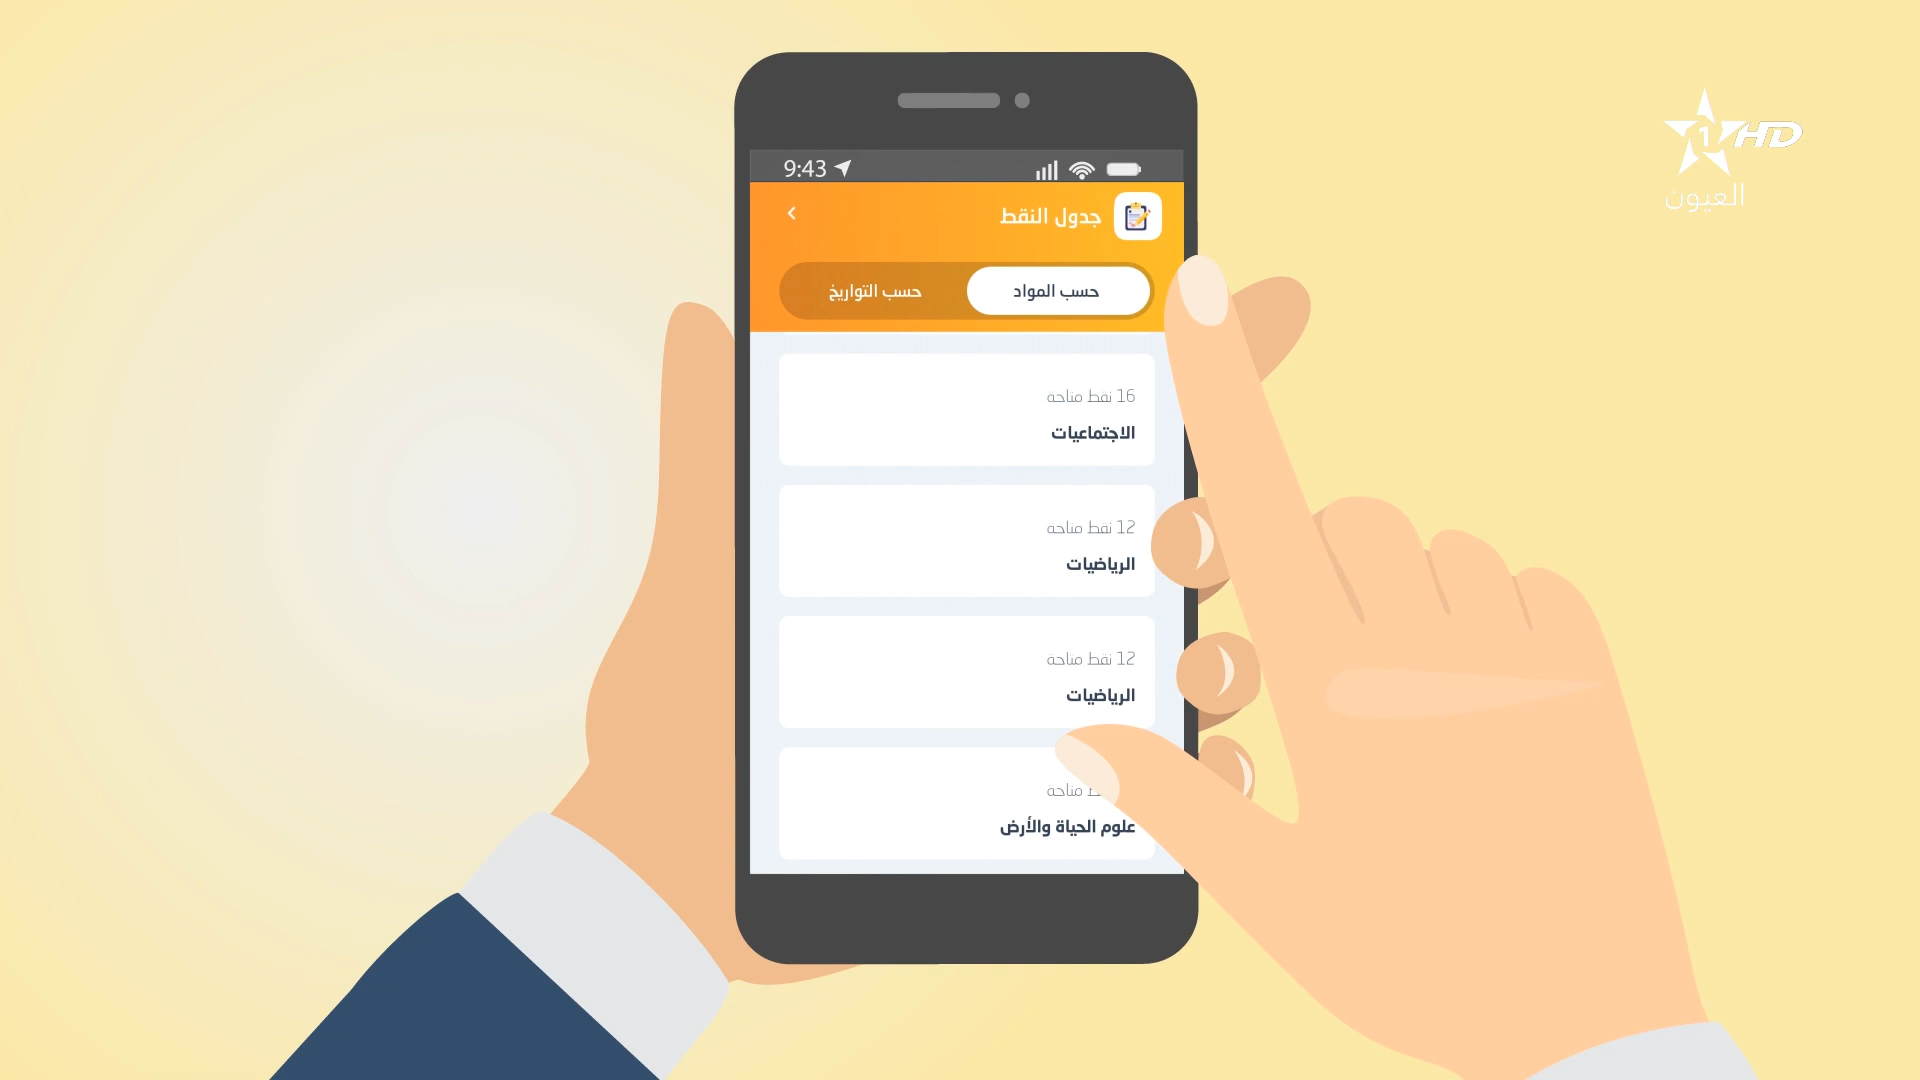 9:43
1 HD
العيون
جدول النقط
حسب المواد
حسب التواريخ
16 نقط متاحة
الاجتماعيات
12 نقط متاحة
الرياضيات
12 نقط متاحة
الرياضيات
متاحة
علوم الحياة والأرض